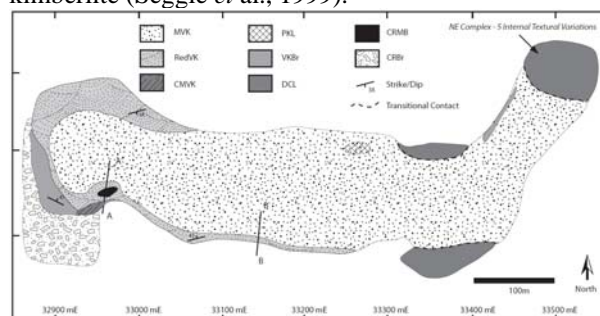 kimberlite (Seggie et al., 1999).
NE Complex - 5 Internal Textural Variations
MVK PKL CRMB
RedVK VKBr CRBr
CMVK DCL Strike/Dip
Transitional Contact
A'
A
B'
B
100m
North
32900 mE 33000 mE 33100 mE 33200 mE 33300 mE 33400 mE 33500 mE